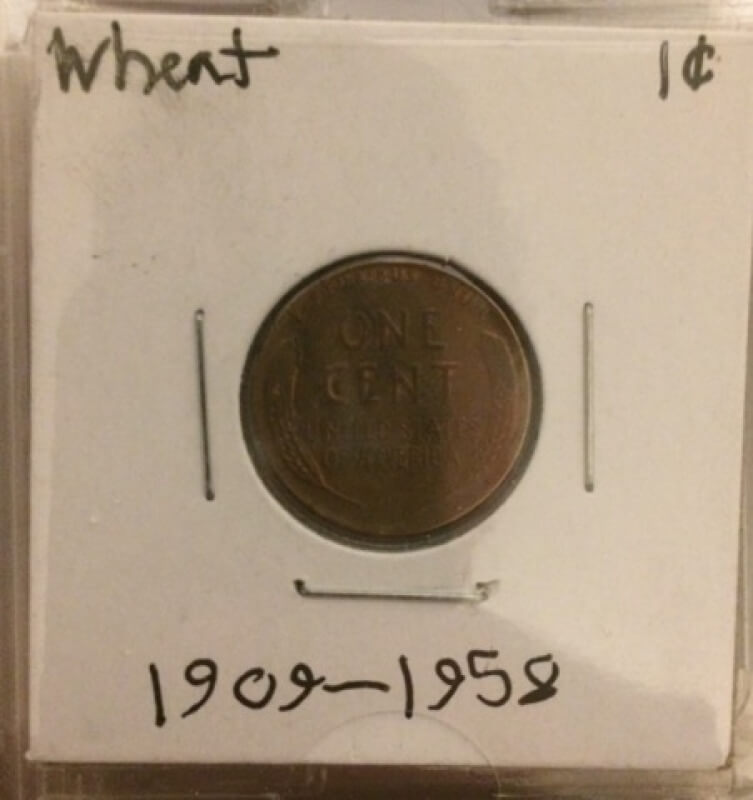 Wheat 1¢
ONE
CENT
UNITED STATES
OF AMERICA
1909-1958